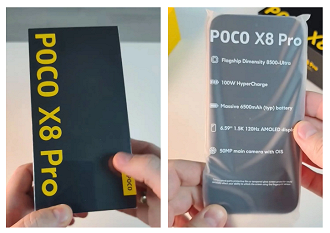 POCO X8 Pro
POCO
POCO X8 Pro
Flagship Dimensity 8500-Ultra
100W HyperCharge
Massive 6500mAh (typ) battery
6.59" 1.5K 120Hz AMOLED display
50MP main camera with OIS